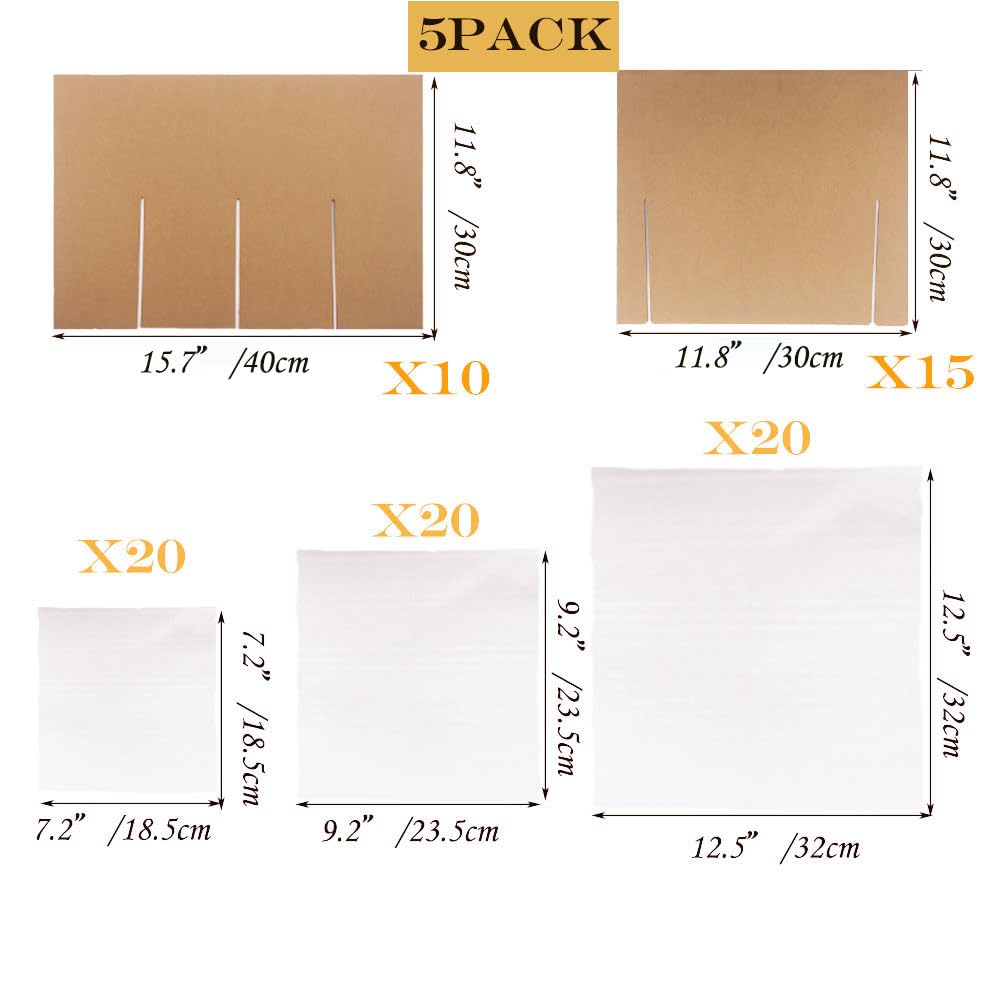 5PACK
11.8” /30cm
15.7” /40cm
X10
11.8” /30cm
11.8” /30cm
X15
X20
7.2” /18.5cm
7.2” /18.5cm
X20
9.2” /23.5cm
9.2” /23.5cm
X20
12.5” /32cm
12.5” /32cm